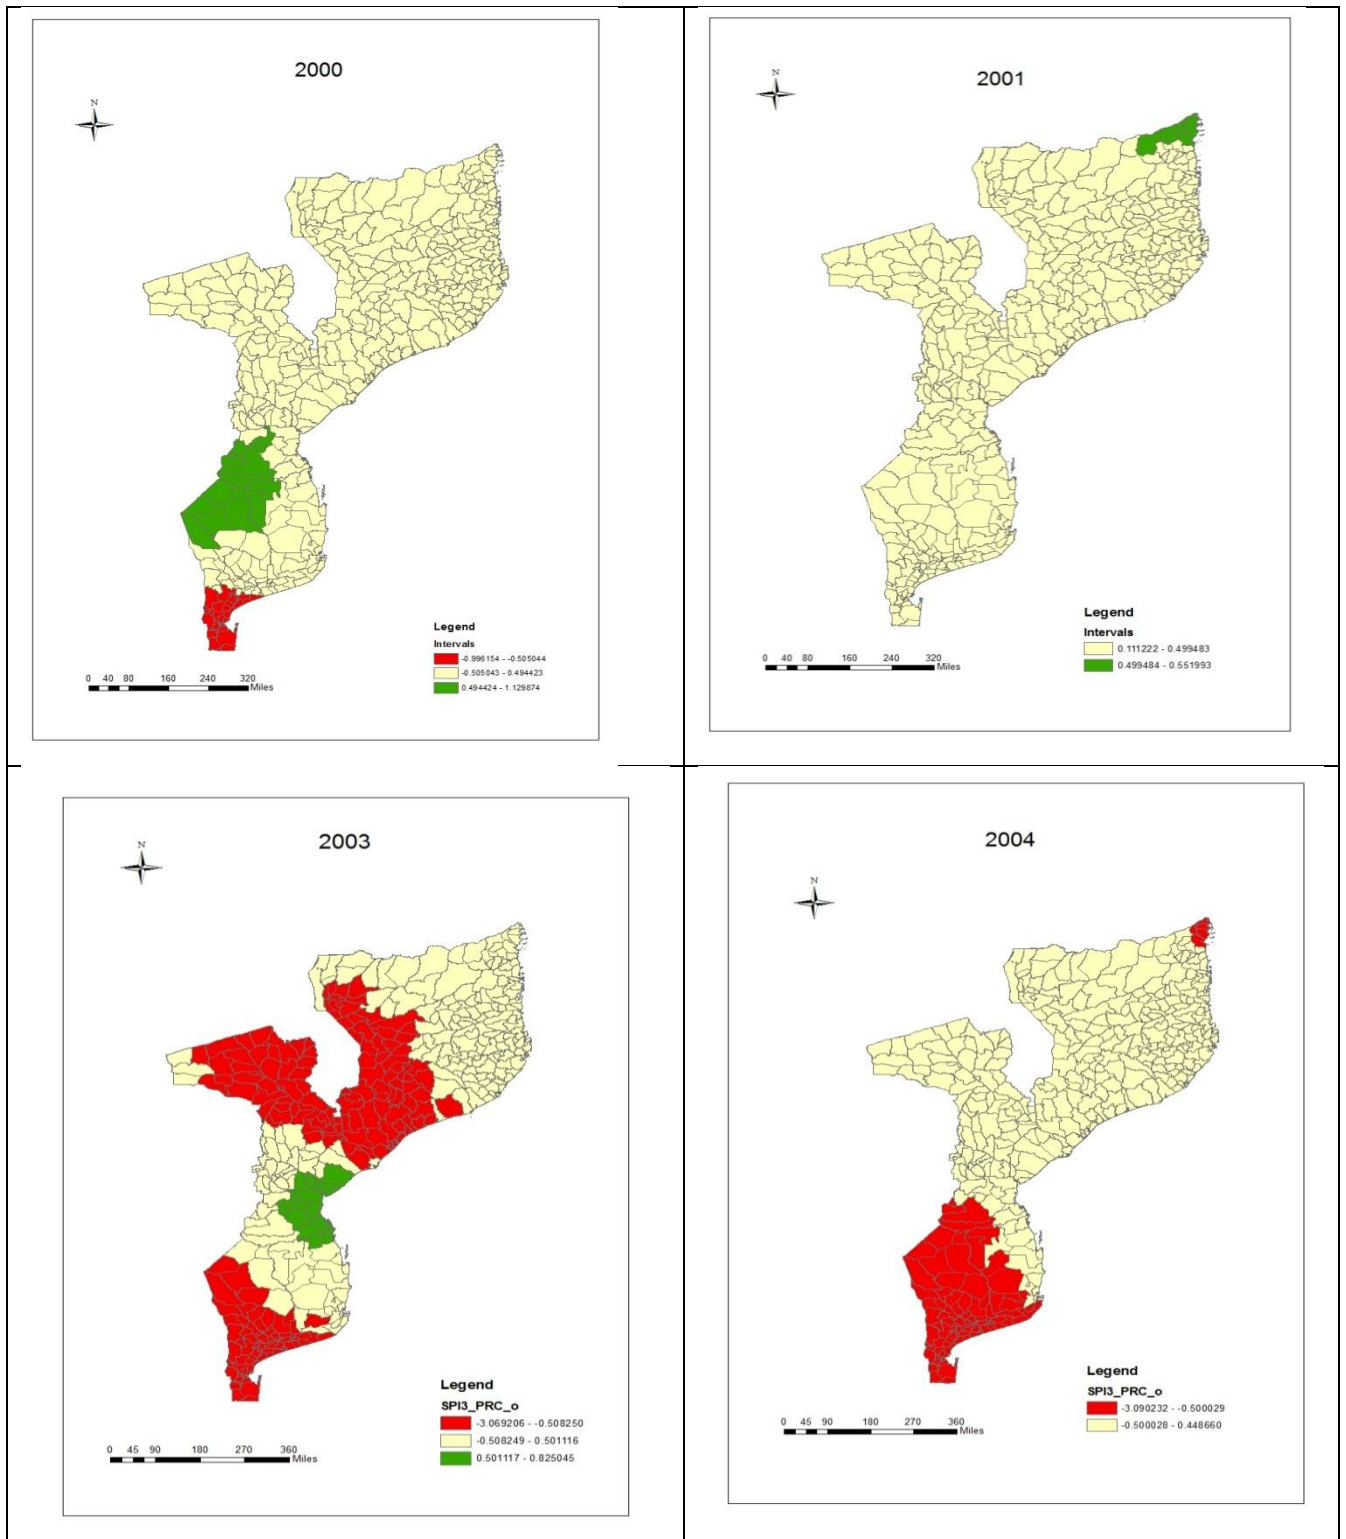 2000
N
Legend
Intervals
-0.996154 - -0.505044
-0.505043 - 0.494423
0.494424 - 1.129874
0 40 80 160 240 320
Miles
2001
N
Legend
Intervals
0.111222 - 0.499483
0.499484 - 0.551993
0 40 80 160 240 320
Miles
2003
N
Legend
SPI3_PRC_o
-3.069206 - -0.508250
-0.508249 - 0.501116
0.501117 - 0.825045
0 45 90 180 270 360
Miles
2004
N
Legend
SPI3_PRC_o
-3.090232 - -0.500029
-0.500028 - 0.448660
0 45 90 180 270 360
Miles